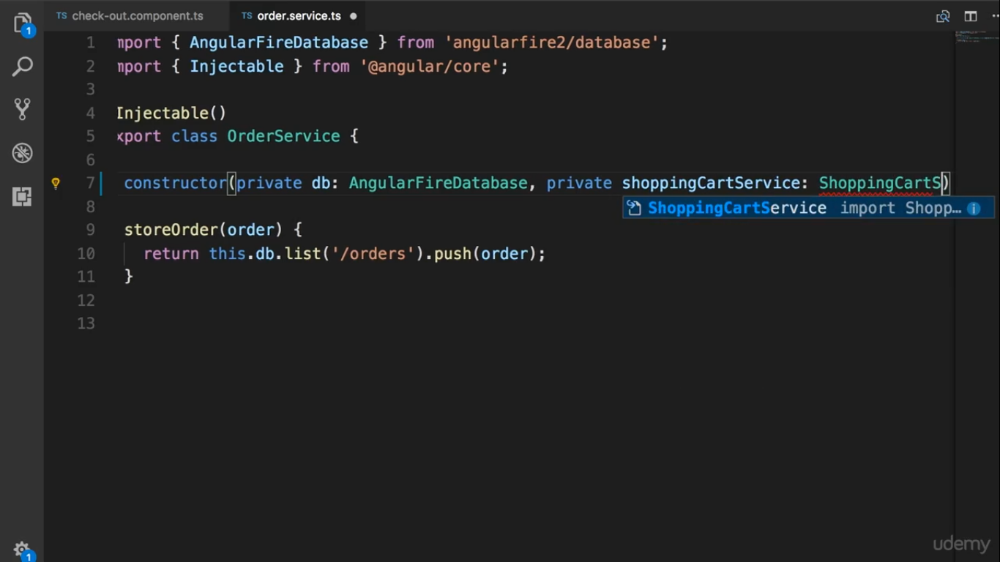 TS check-out.component.ts TS order.service.ts
1 mport { AngularFireDatabase } from 'angularfire2/database';
2 mport { Injectable } from '@angular/core';
3
4 Injectable()
5 xport class OrderService {
6
7 constructor(private db: AngularFireDatabase, private shoppingCartService: ShoppingCartS)
8 ShoppingCartService import Shopp…
9 storeOrder(order) {
10 return this.db.list('/orders').push(order);
11 }
12
13
1
1
udemy